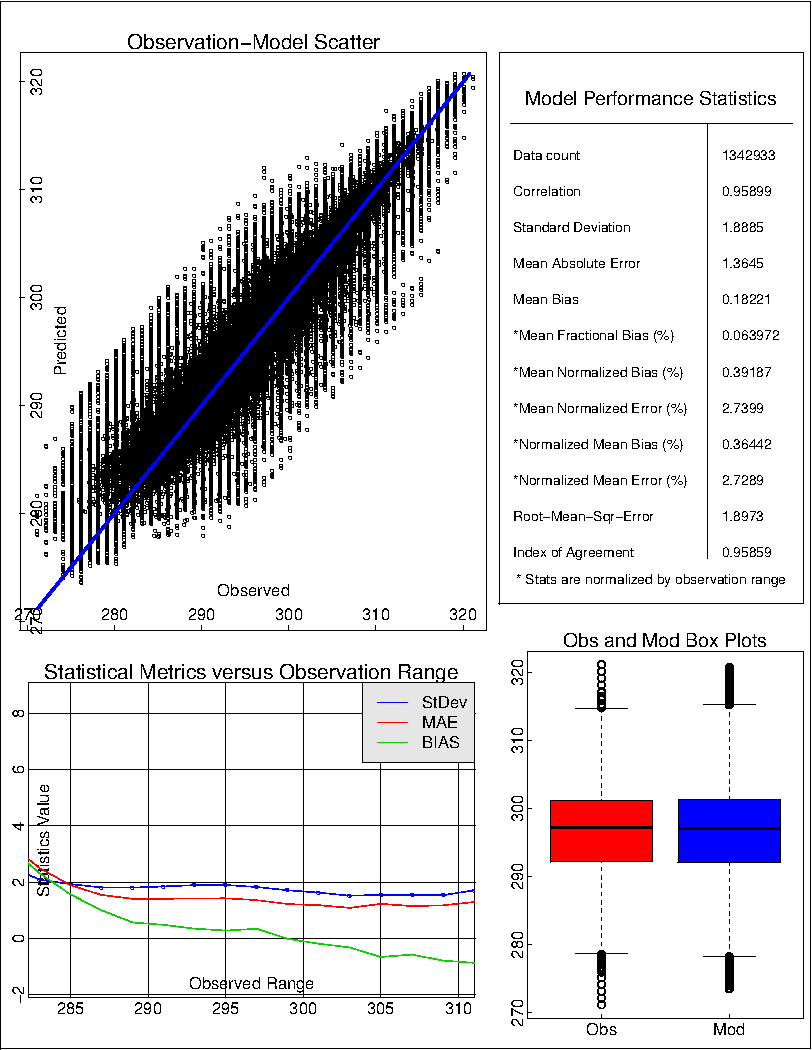 Observation−Model Scatter
320
310
300
290
280
270
Predicted
Observed
270 280 290 300 310 320
Model Performance Statistics
Data count 1342933
Correlation 0.95899
Standard Deviation 1.8885
Mean Absolute Error 1.3645
Mean Bias 0.18221
*Mean Fractional Bias (%) 0.063972
*Mean Normalized Bias (%) 0.39187
*Mean Normalized Error (%) 2.7399
*Normalized Mean Bias (%) 0.36442
*Normalized Mean Error (%) 2.7289
Root−Mean−Sqr−Error 1.8973
Index of Agreement 0.95859
* Stats are normalized by observation range
Statistical Metrics versus Observation Range
StDev
MAE
BIAS
8
6
4
2
0
−2
Statistics Value
Observed Range
285 290 295 300 305 310
Obs and Mod Box Plots
320
310
300
290
280
270
Obs Mod